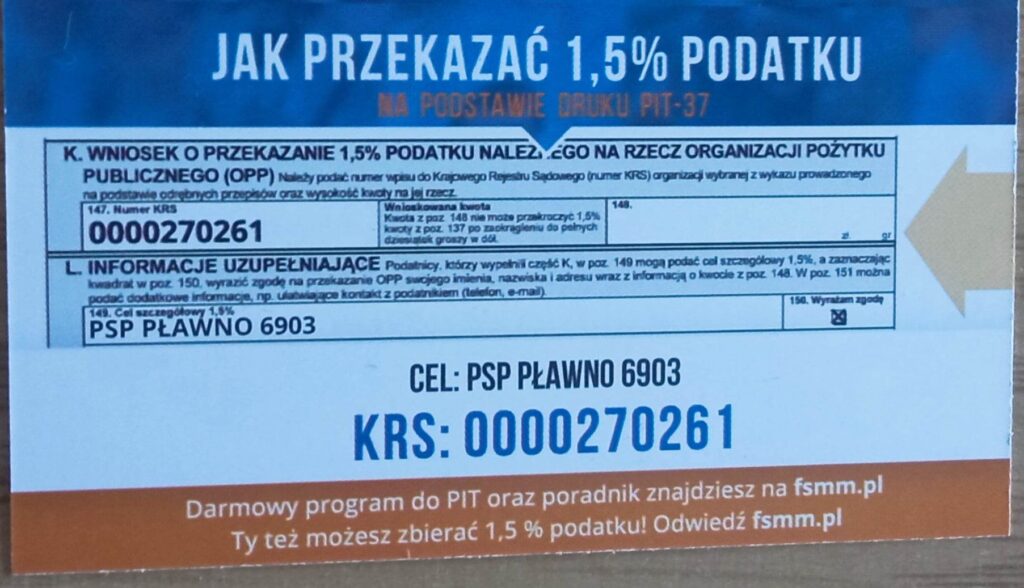 JAK PRZEKAZAĆ 1,5% PODATKU
NA PODSTAWIE DRUKU PIT-37
K. WNIOSEK O PRZEKAZANIE 1,5% PODATKU NALEŻNEGO NA RZECZ ORGANIZACJI POŻYTKU
PUBLICZNEGO (OPP) Należy podać numer wpisu do Krajowego Rejestru Sądowego (numer KRS) organizacji wybranej z wykazu prowadzonego
na podstawie odrębnych przepisów oraz wysokość kwoty na jej rzecz.
147. Numer KRS
0000270261
Wnioskowana kwota
Kwota z poz. 148 nie może przekroczyć 1,5%
kwoty z poz. 137 po zaokrągleniu do pełnych
dziesiątek groszy w dół.
148.
zł. gr
L. INFORMACJE UZUPEŁNIAJĄCE Podatnicy, którzy wypełnili część K, w poz. 149 mogą podać cel szczegółowy 1,5%, a zaznaczając
kwadrat w poz. 150, wyrazić zgodę na przekazanie OPP swojego imienia, nazwiska i adresu wraz z informacją o kwocie z poz. 148. W poz. 151 można
podać dodatkowe informacje, np. ułatwiające kontakt z podatnikiem (telefon, e-mail).
149. Cel szczegółowy 1,5%
PSP PŁAWNO 6903
150. Wyrażam zgodę
CEL: PSP PŁAWNO 6903
KRS: 0000270261
Darmowy program do PIT oraz poradnik znajdziesz na fsmm.pl
Ty też możesz zbierać 1,5 % podatku! Odwiedź fsmm.pl